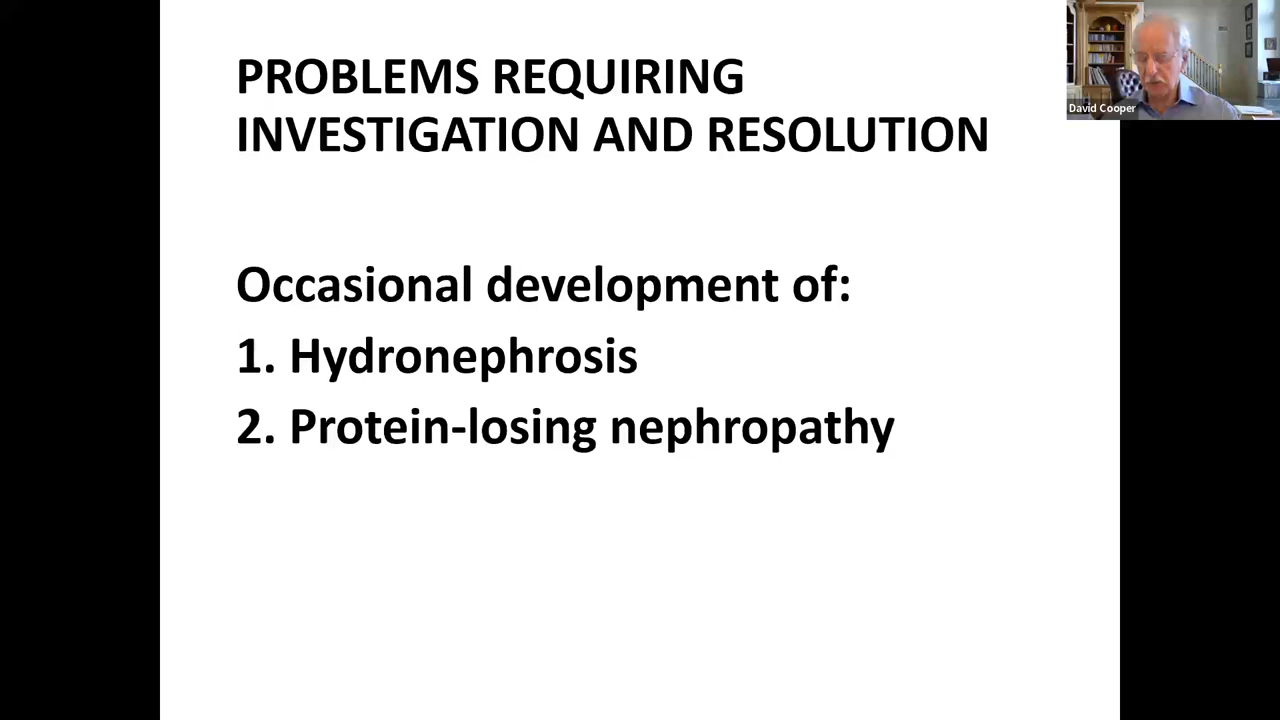 PROBLEMS REQUIRING
INVESTIGATION AND RESOLUTION
David Cooper
Occasional development of:
1. Hydronephrosis
2. Protein-losing nephropathy